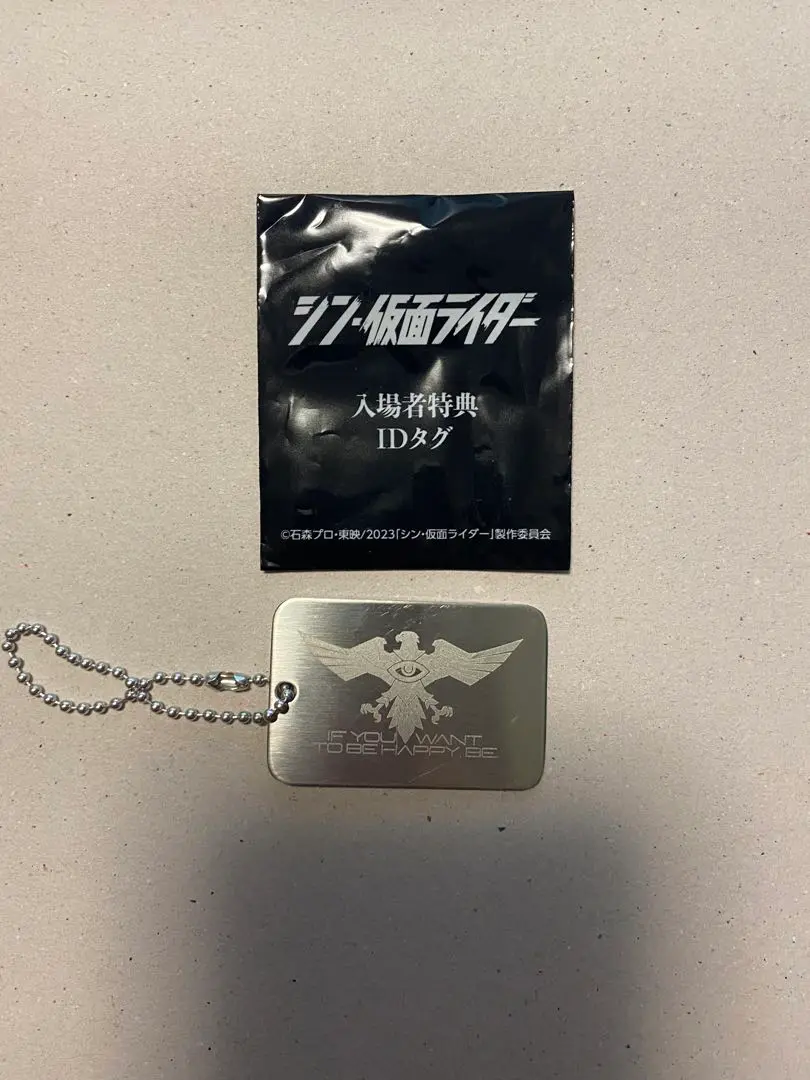 シン・仮面ライダー
入場者特典
IDタグ
©石森プロ・東映/2023「シン・仮面ライダー」製作委員会
IF YOU WANT
TO BE HAPPY, BE